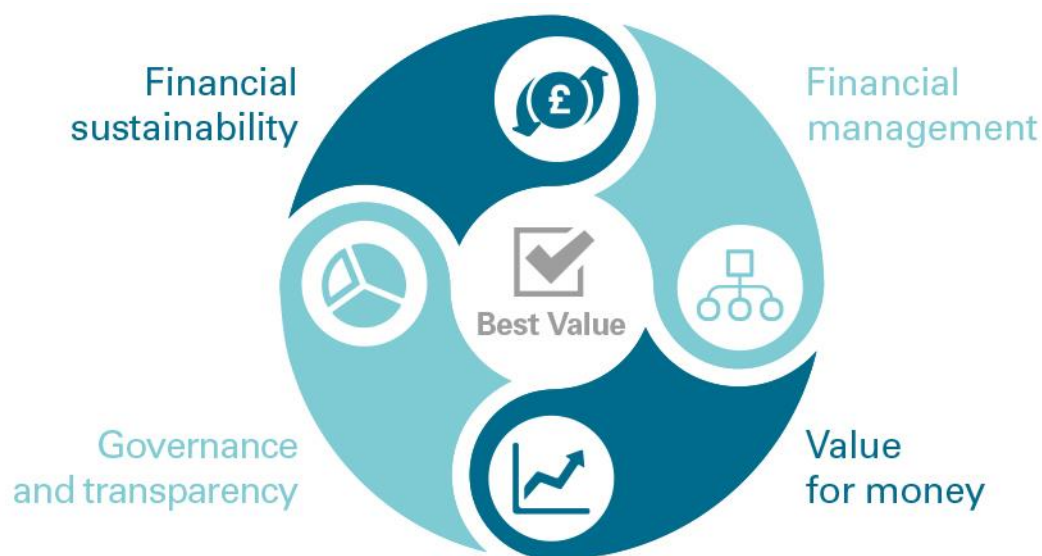 Financial
sustainability
£
Financial
management
Best Value
Governance
and transparency
Value
for money